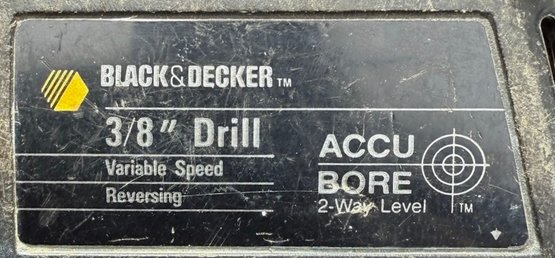 BLACK&DECKER™
3/8" Drill
Variable Speed
Reversing
ACCU
BORE
2-Way Level ™